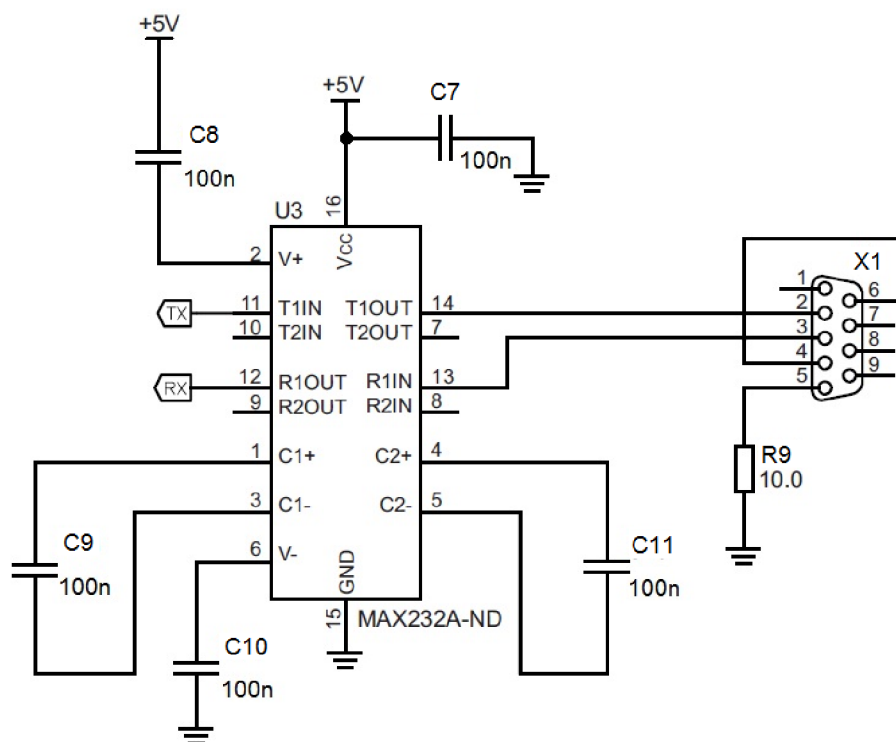 +5V
+5V
C7
C8
100n
100n
U3
16
Vcc
2 V+
11 T1IN T1OUT 14
10 T2IN T2OUT 7
12 R1OUT R1IN 13
9 R2OUT R2IN 8
1 C1+ C2+ 4
3 C1- C2- 5
6 V-
GND
15
MAX232A-ND
TX
RX
C9
100n
C10
100n
C11
100n
X1
1
2
3
4
5
6
7
8
9
R9
10.0